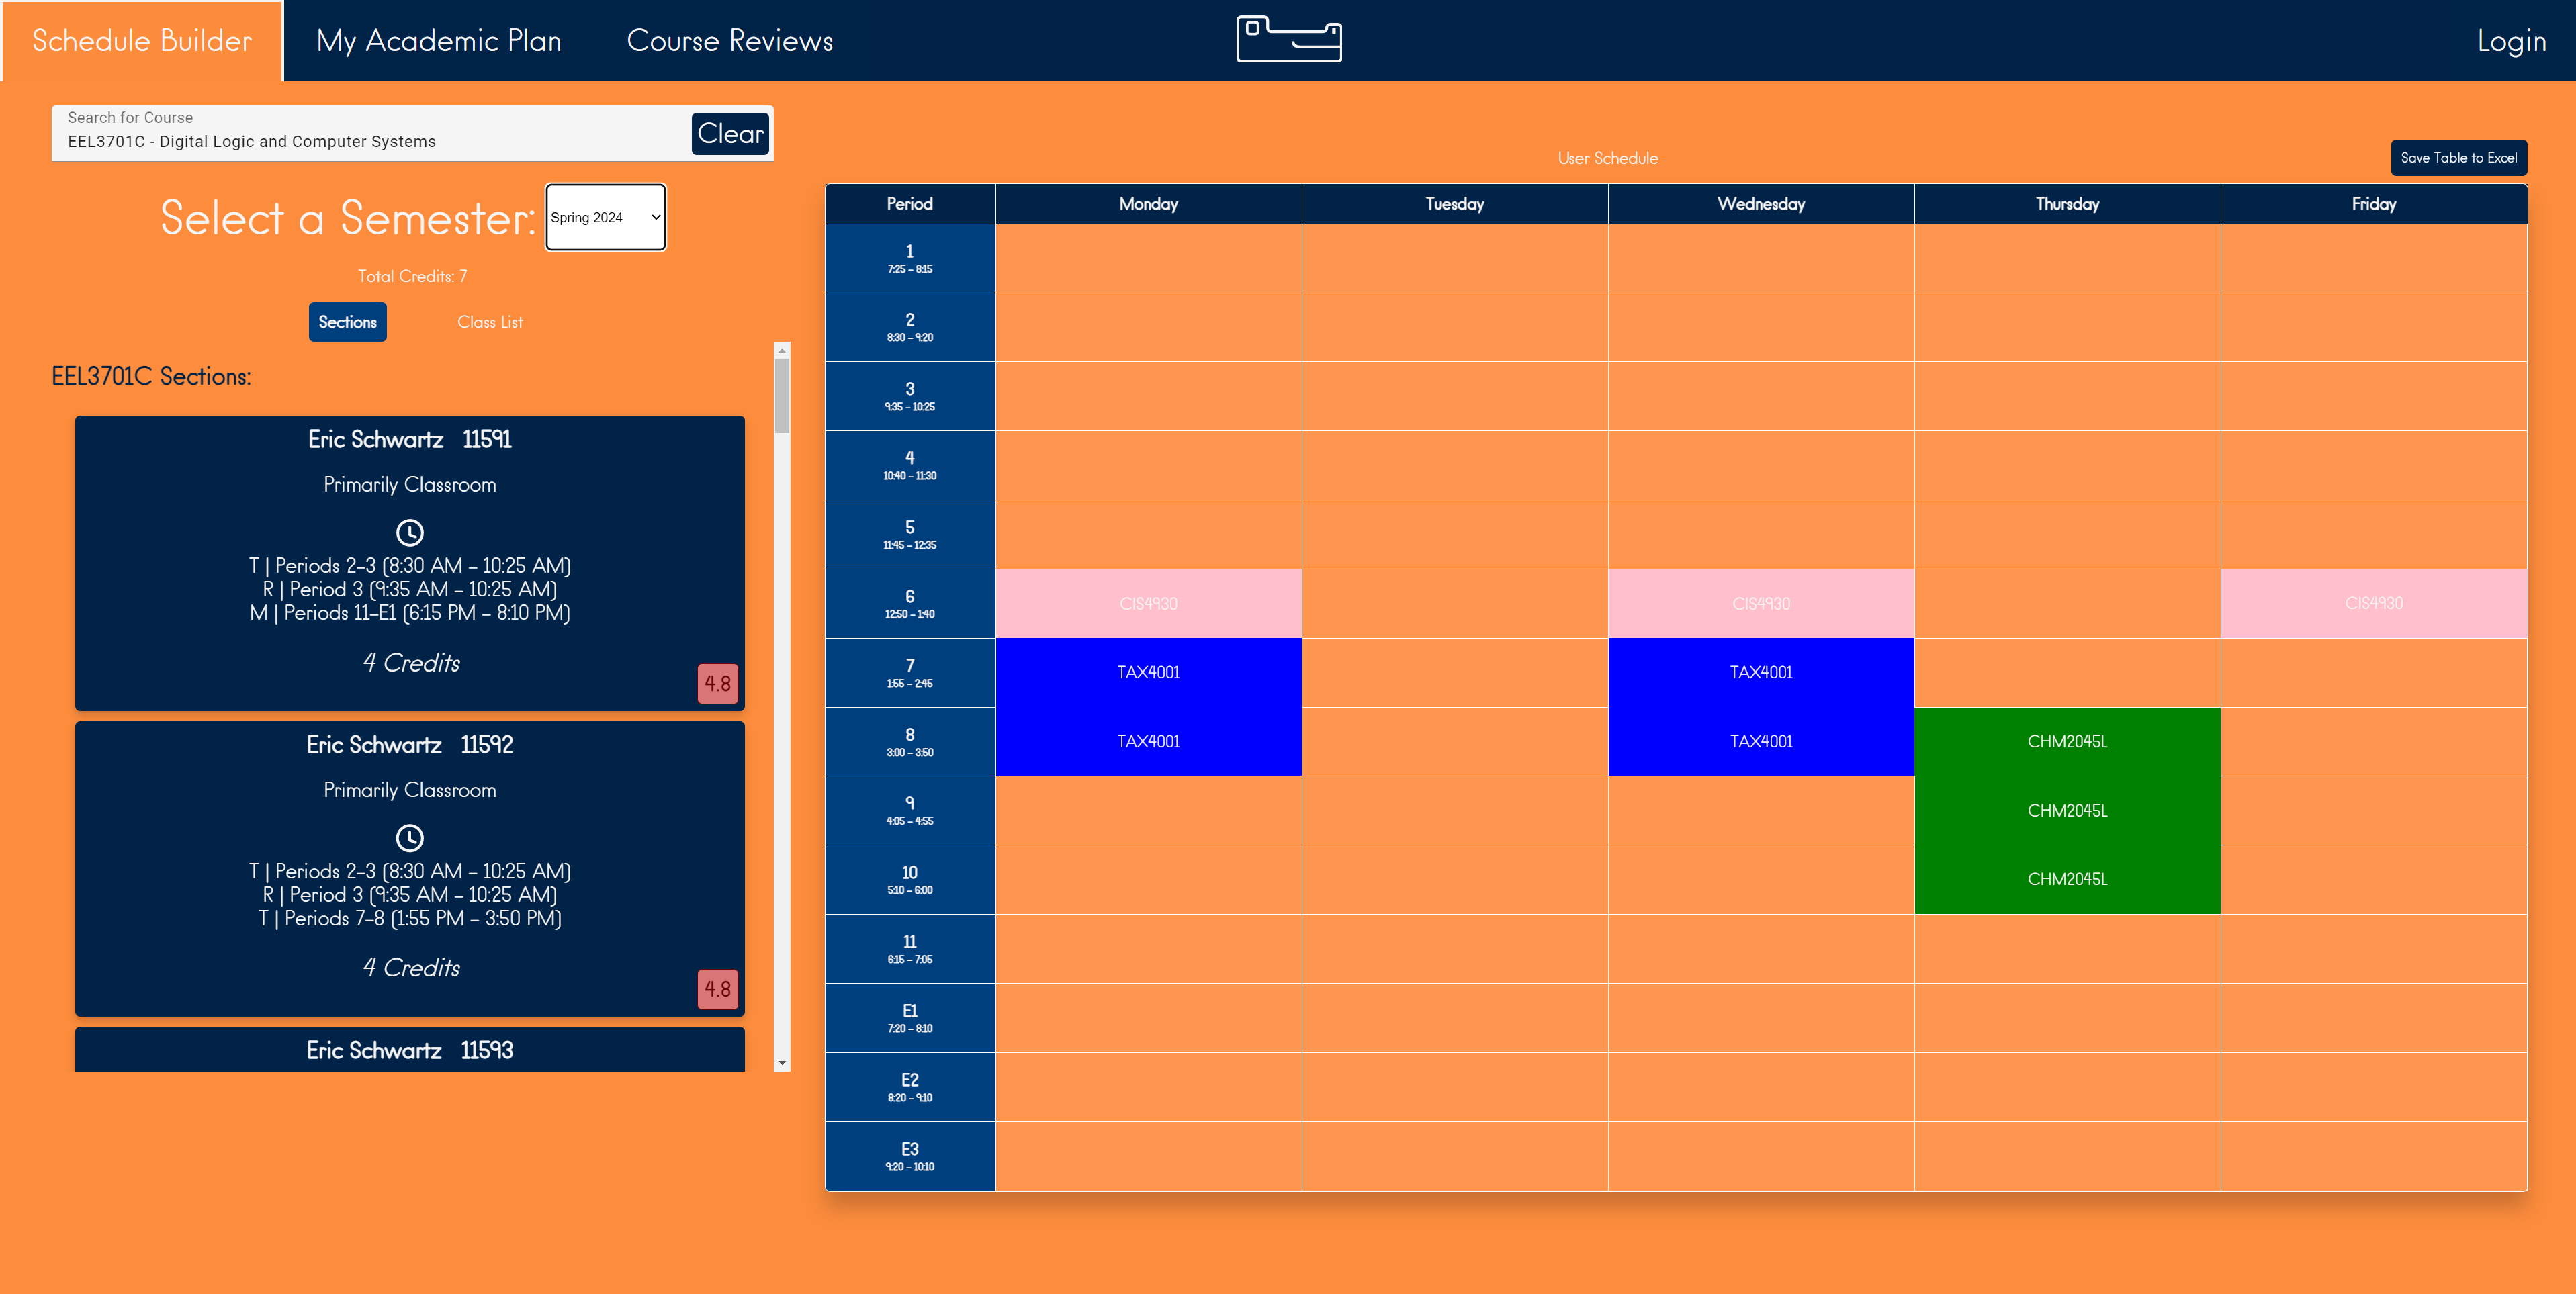 Schedule Builder
My Academic Plan
Course Reviews
Login
Search for Course
EEL3701C - Digital Logic and Computer Systems
Clear
Select a Semester:
Spring 2024
Total Credits: 7
Sections
Class List
EEL3701C Sections:
Eric Schwartz 11591
Primarily Classroom
T | Periods 2-3 (8:30 AM - 10:25 AM)
R | Period 3 (9:35 AM - 10:25 AM)
M | Periods 11-E1 (6:15 PM - 8:10 PM)
4 Credits
4.8
Eric Schwartz 11592
Primarily Classroom
T | Periods 2-3 (8:30 AM - 10:25 AM)
R | Period 3 (9:35 AM - 10:25 AM)
T | Periods 7-8 (1:55 PM - 3:50 PM)
4 Credits
4.8
Eric Schwartz 11593
User Schedule
Save Table to Excel
Period Monday Tuesday Wednesday Thursday Friday
1
7:25 - 8:15
2
8:30 - 9:20
3
9:35 - 10:25
4
10:40 - 11:30
5
11:45 - 12:35
6
12:50 - 1:40
CIS4930 CIS4930 CIS4930
7
1:55 - 2:45
TAX4001 TAX4001
8
3:00 - 3:50
TAX4001 TAX4001 CHM2045L
9
4:05 - 4:55
CHM2045L
10
5:10 - 6:00
CHM2045L
11
6:15 - 7:05
E1
7:20 - 8:10
E2
8:20 - 9:10
E3
9:20 - 10:10